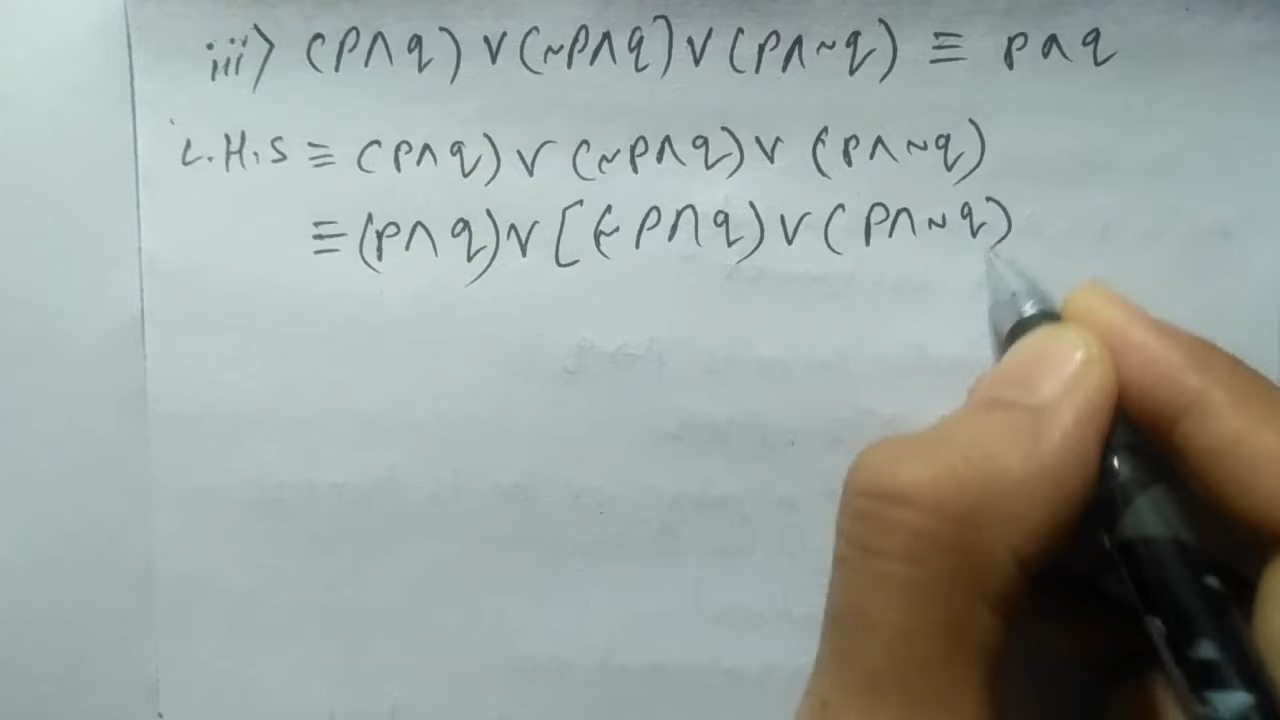 iii) (p∧q) ∨ (~p∧q) ∨ (p∧~q) ≡ p∧q
L.H.S ≡ (p∧q) ∨ (~p∧q) ∨ (p∧~q)
≡ (p∧q) ∨ [(~p∧q) ∨ (p∧~q)